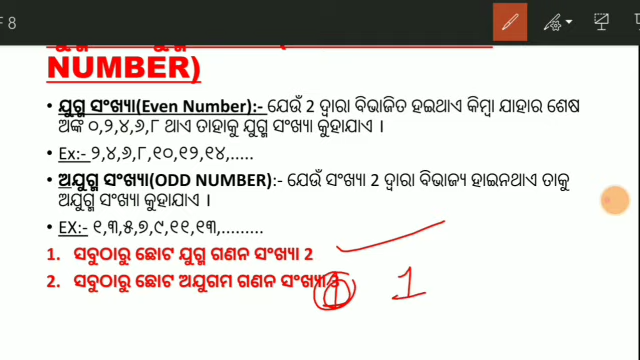 f 8
NUMBER)
• ଯୁଗ୍ମ ସଂଖ୍ୟା(Even Number):- ଯେଉଁ 2 ଦ୍ୱାରା ବିଭାଜିତ ହଇଥାଏ କିମ୍ବା ଯାହାର ଶେଷ
ଅଙ୍କ ୦,୨,୪,୬,୮ ଥାଏ ତାହାକୁ ଯୁଗ୍ମ ସଂଖ୍ୟା କୁହାଯାଏ ।
• Ex:- ୨,୪,୬,୮,୧୦,୧୨,୧୪,.....
• ଅଯୁଗ୍ମ ସଂଖ୍ୟା(ODD NUMBER):- ଯେଉଁ ସଂଖ୍ୟା 2 ଦ୍ୱାରା ବିଭାଜ୍ୟ ହାଇନଥାଏ ତାକୁ
ଅଯୁଗ୍ମ ସଂଖ୍ୟା କୁହାଯାଏ ।
• EX:- ୧,୩,୫,୭,୯,୧୧,୧୩,.........
1. ସବୁଠାରୁ ଛୋଟ ଯୁଗ୍ମ ଗଣନ ସଂଖ୍ୟା 2
2. ସବୁଠାରୁ ଛୋଟ ଅଯୁଗମ ଗଣନ ସଂଖ୍ୟା 1